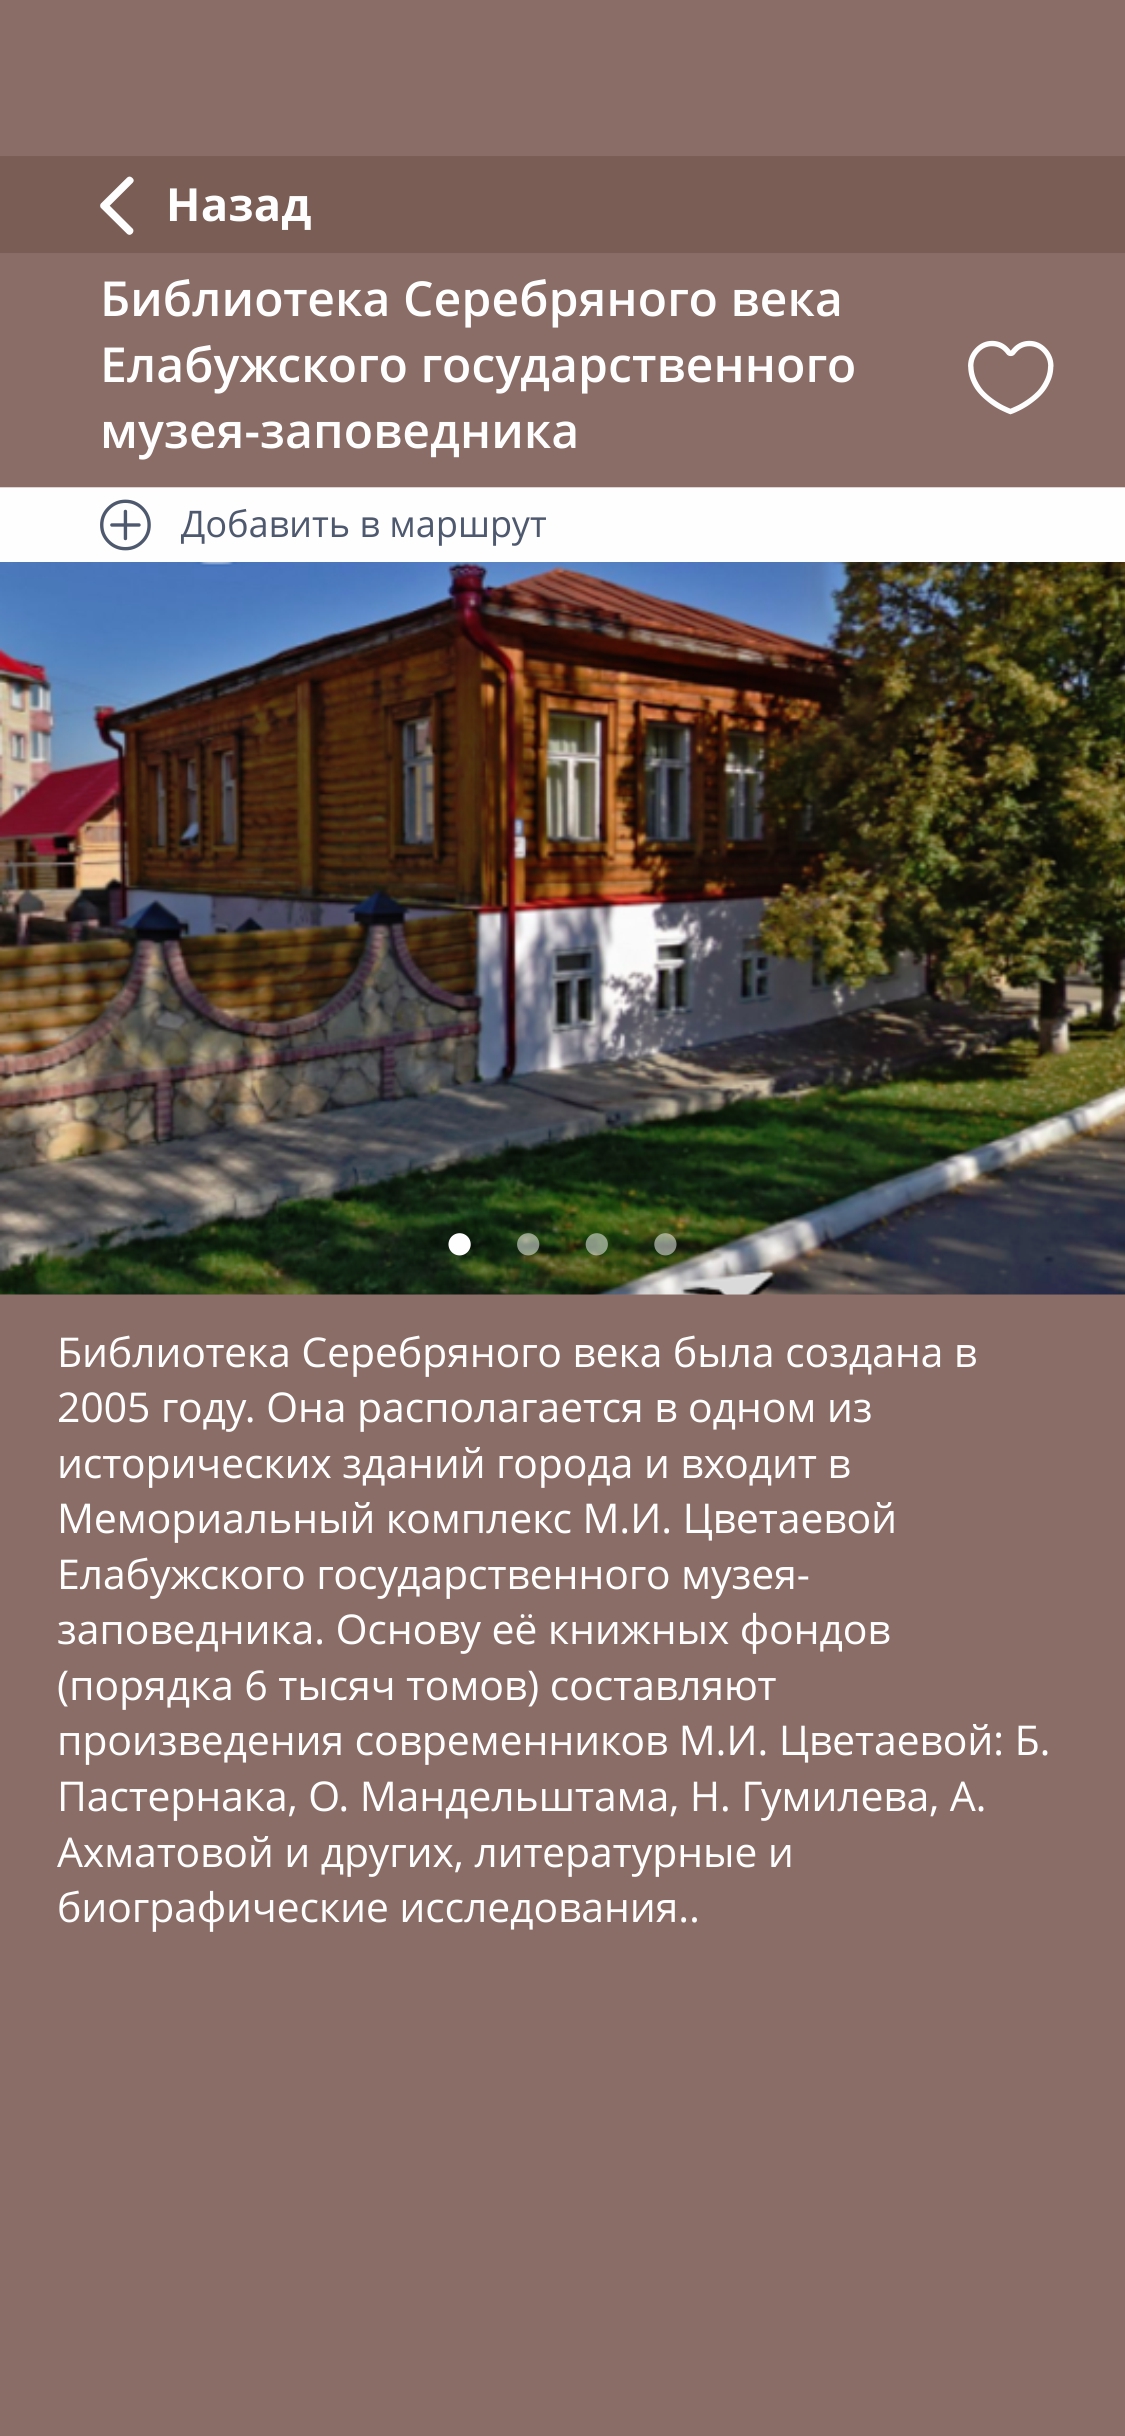 Назад
Библиотека Серебряного века
Елабужского государственного
музея-заповедника
Добавить в маршрут
Библиотека Серебряного века была создана в
2005 году. Она располагается в одном из
исторических зданий города и входит в
Мемориальный комплекс М.И. Цветаевой
Елабужского государственного музея-
заповедника. Основу её книжных фондов
(порядка 6 тысяч томов) составляют
произведения современников М.И. Цветаевой: Б.
Пастернака, О. Мандельштама, Н. Гумилева, А.
Ахматовой и других, литературные и
биографические исследования..